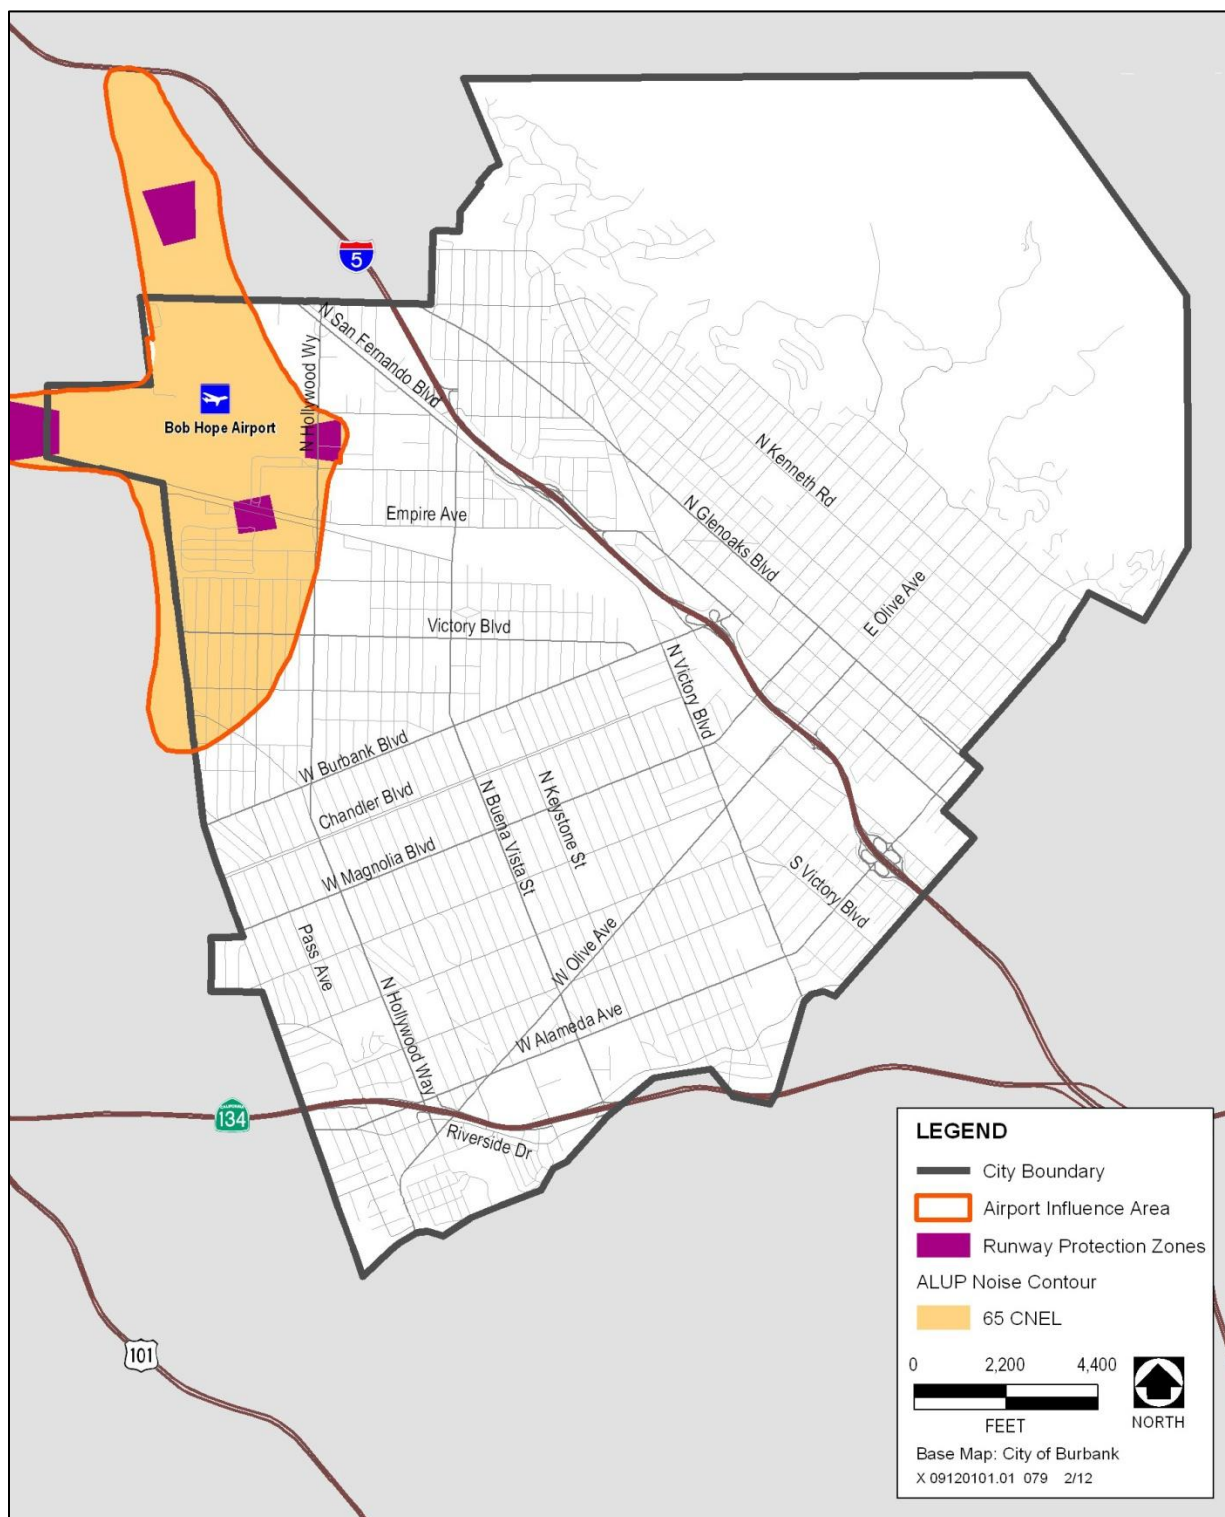 5
N San Fernando Blvd
N Hollywood Wy
Bob Hope Airport
N Kenneth Rd
N Glenoaks Blvd
Empire Ave
E Olive Ave
Victory Blvd
N Victory Blvd
W Burbank Blvd
Chandler Blvd
N Keystone St
N Buena Vista St
W Magnolia Blvd
S Victory Blvd
Pass Ave
W Olive Ave
N Hollywood Way
W Alameda Ave
CALIFORNIA
134
Riverside Dr
101
LEGEND
City Boundary
Airport Influence Area
Runway Protection Zones
ALUP Noise Contour
65 CNEL
0 2,200 4,400
FEET
NORTH
Base Map: City of Burbank
X 09120101.01 079 2/12